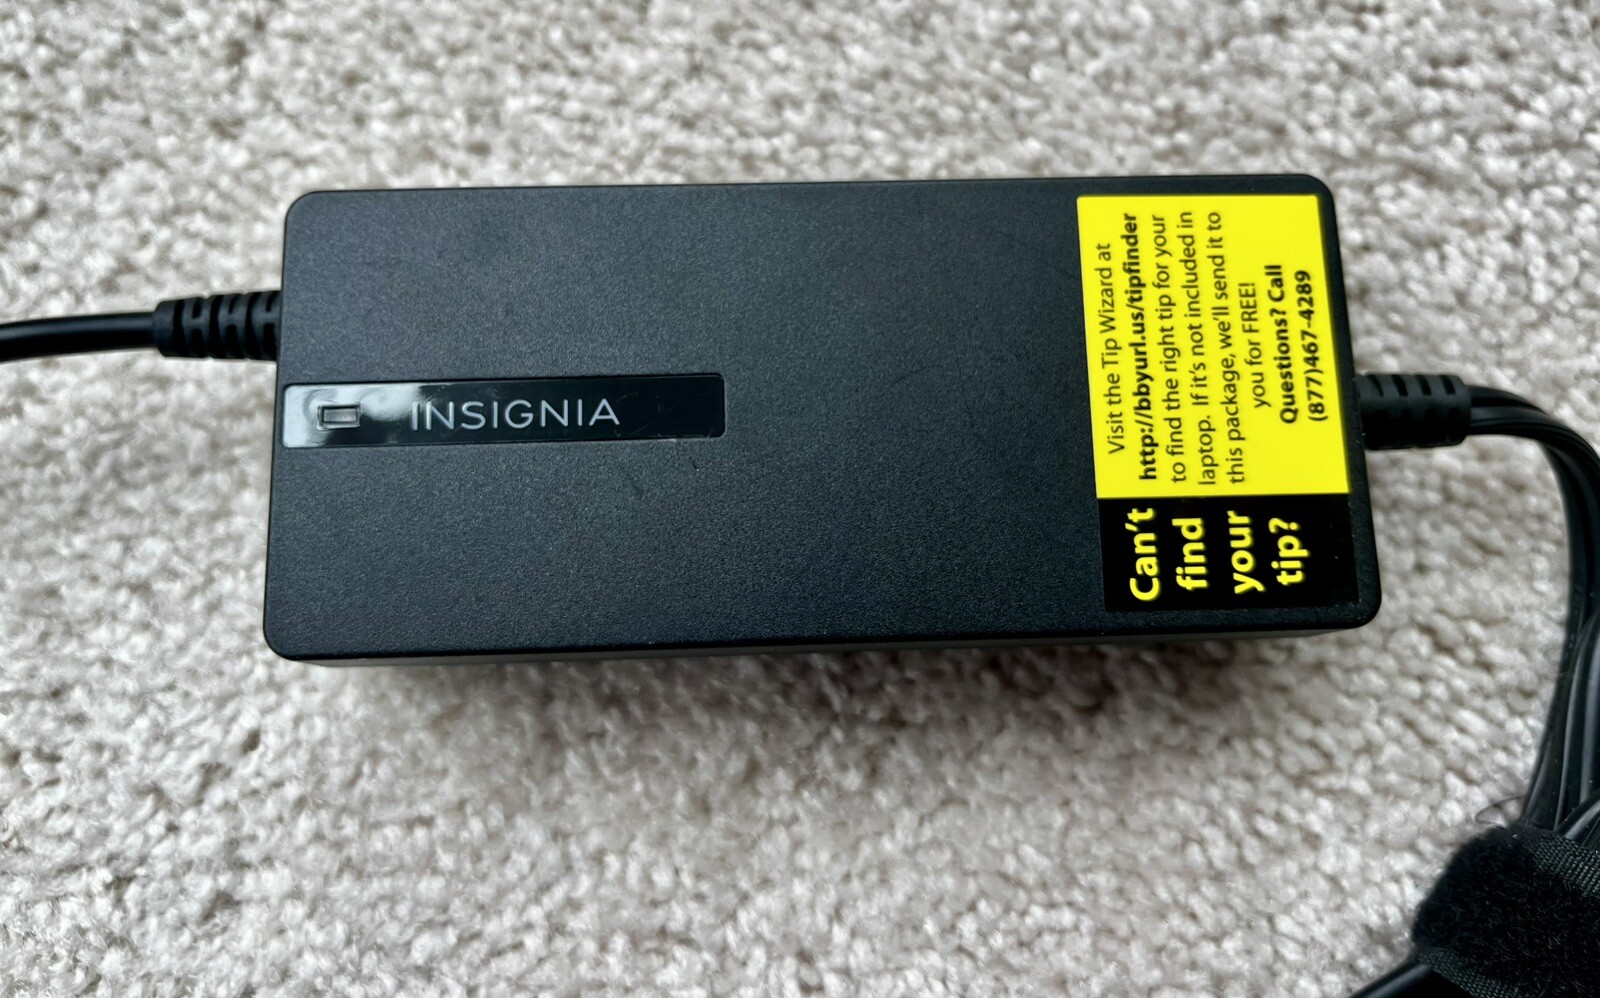 INSIGNIA
Can't
find
your
tip?
Visit the Tip Wizard at
http://bbyurl.us/tipfinder
to find the right tip for your
laptop. If it's not included in
this package, we'll send it to
you for FREE!
Questions? Call
(877)467-4289